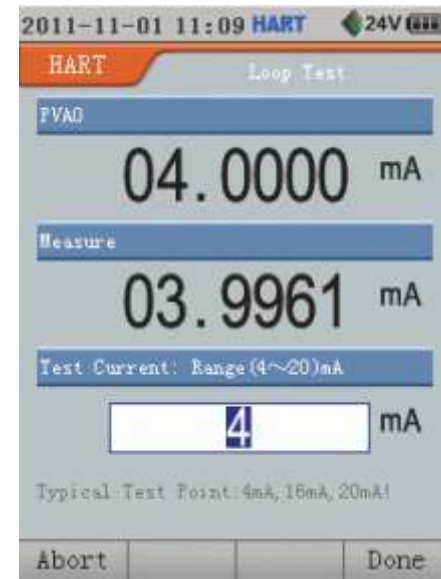 2011-11-01 11:09 HART 24V
HART Loop Test
PVAO
04.0000 mA
Measure
03.9961 mA
Test Current: Range(4~20)mA
4 mA
Typical Test Point:4mA,16mA,20mA!
Abort Done